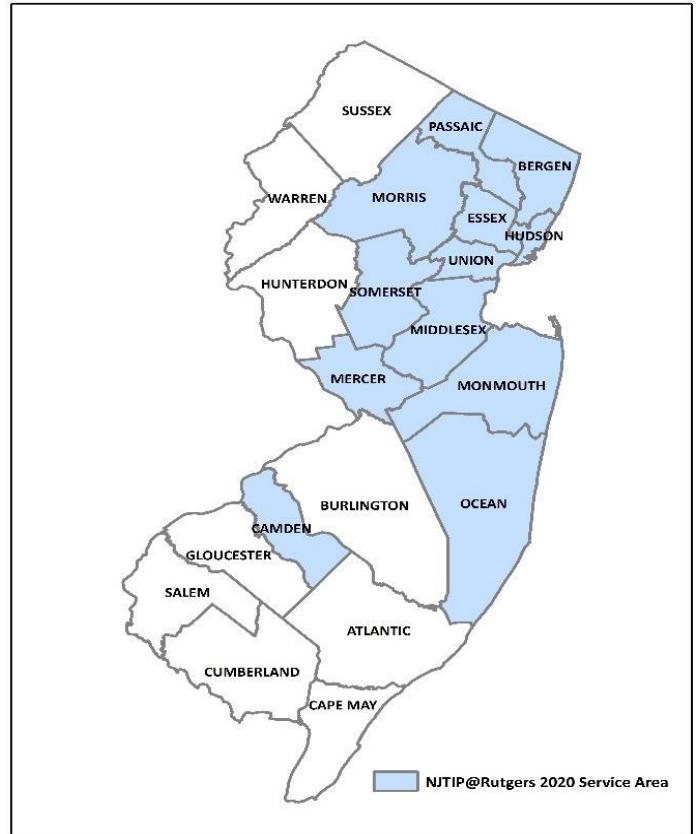 SUSSEX
PASSAIC
BERGEN
WARREN
MORRIS
ESSEX
HUDSON
UNION
HUNTERDON
SOMERSET
MIDDLESEX
MERCER
MONMOUTH
OCEAN
BURLINGTON
CAMDEN
GLOUCESTER
SALEM
ATLANTIC
CUMBERLAND
CAPE MAY
NJTIP@Rutgers 2020 Service Area